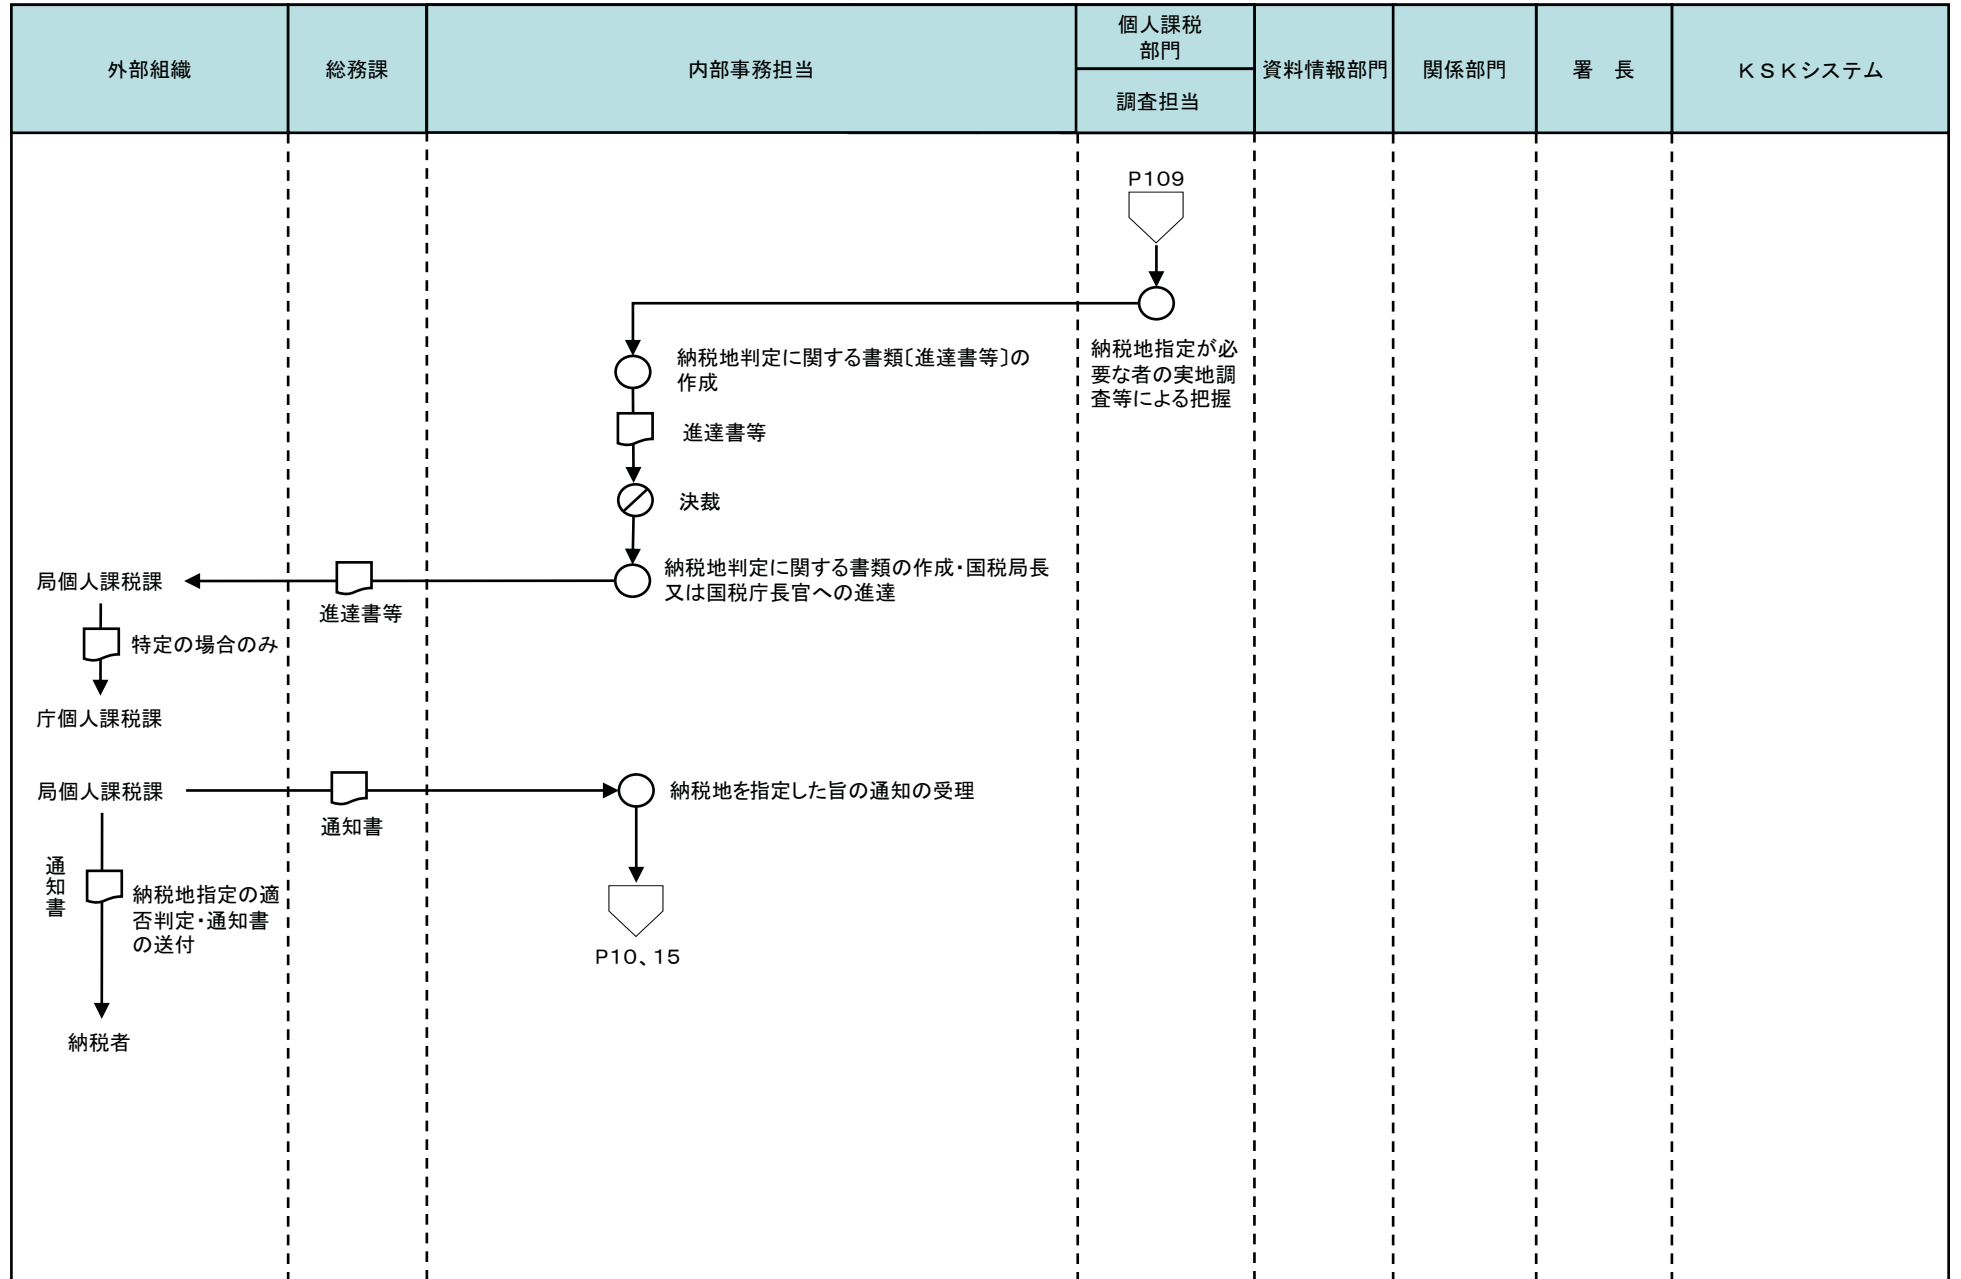 外部組織
総務課
内部事務担当
個人課税
部門
調査担当
資料情報部門
関係部門
署　長
ＫＳＫシステム
P109
納税地指定が必
要な者の実地調
査等による把握
納税地判定に関する書類〔進達書等〕の
作成
進達書等
決裁
納税地判定に関する書類の作成・国税局長
又は国税庁長官への進達
進達書等
局個人課税課
特定の場合のみ
庁個人課税課
局個人課税課
通知書
納税地を指定した旨の通知の受理
通知書
納税地指定の適
否判定・通知書
の送付
P10、15
納税者